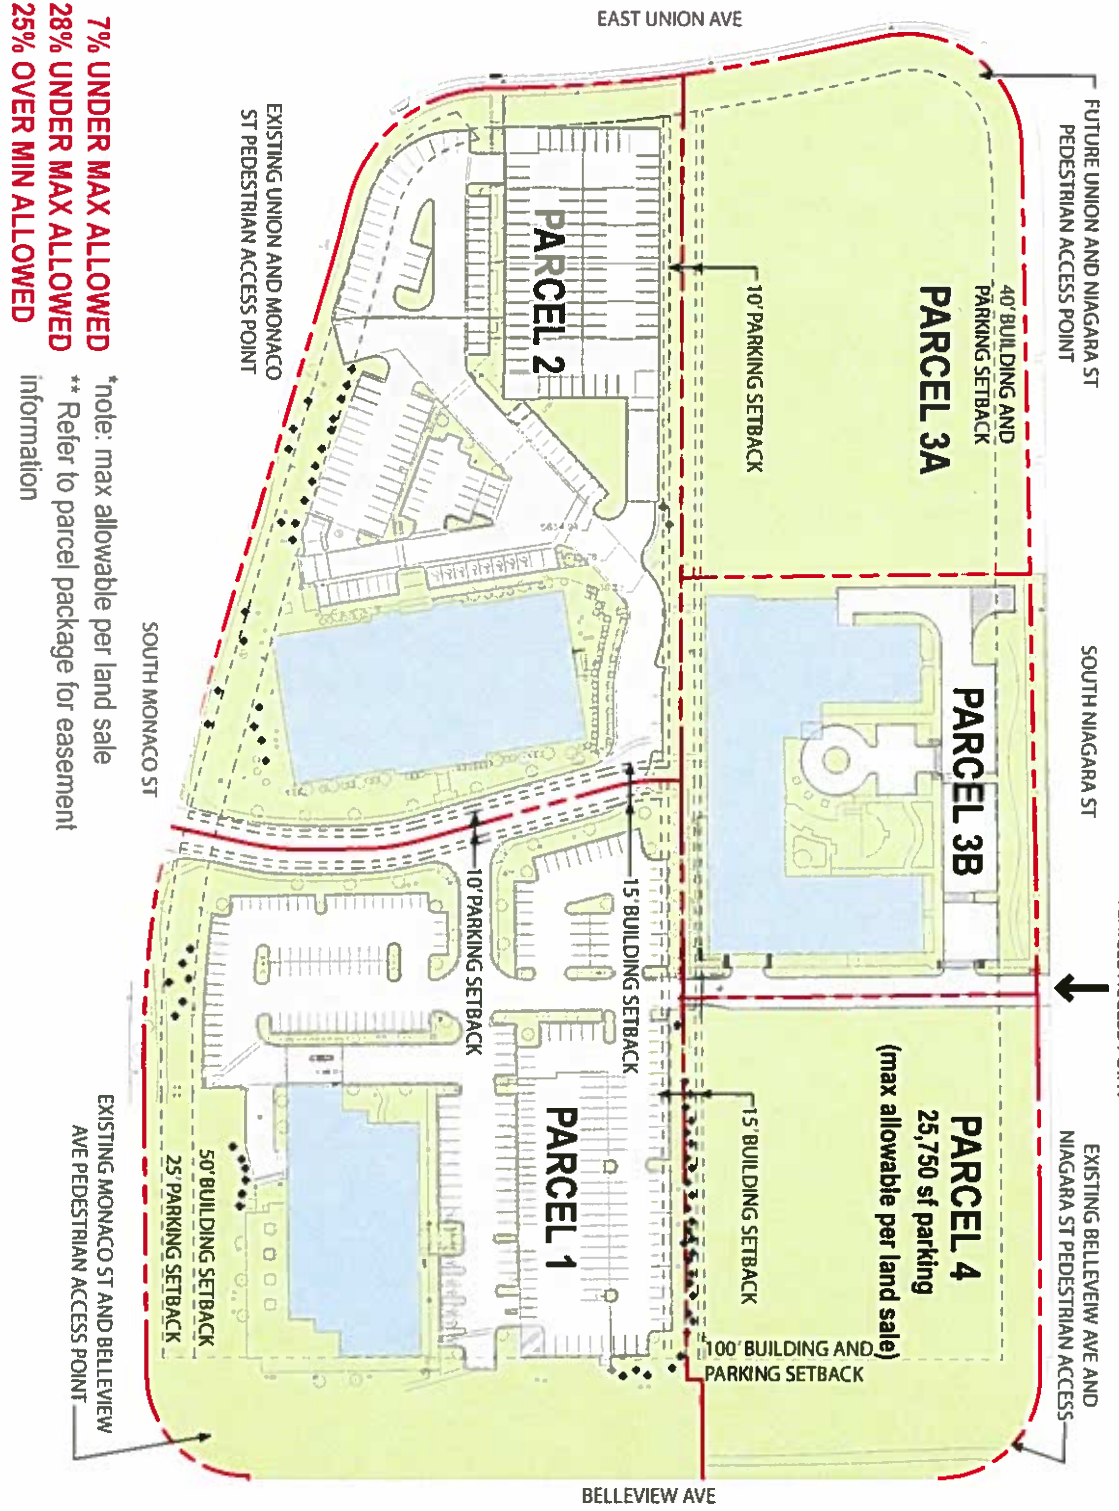 EAST UNION AVE
FUTURE UNION AND NIAGARA ST
PEDESTRIAN ACCESS POINT
40' BUILDING AND
PARKING SETBACK
PARCEL 3A
10' PARKING SETBACK
PARCEL 2
EXISTING UNION AND MONACO
ST PEDESTRIAN ACCESS POINT
SOUTH NIAGARA ST
PARCEL 3B
SOUTH MONACO ST
15' BUILDING SETBACK
10' PARKING SETBACK
EXISTING BELLEVEIW AVE AND
NIAGARA ST PEDESTRIAN ACCESS
PARCEL 4
25,750 sf parking
(max allowable per land sale)
15' BUILDING SETBACK
100' BUILDING AND
PARKING SETBACK
PARCEL 1
50' BUILDING SETBACK
25' PARKING SETBACK
EXISTING MONACO ST AND BELLEVIEW
AVE PEDESTRIAN ACCESS POINT
BELLEVIEW AVE
7% UNDER MAX ALLOWED
28% UNDER MAX ALLOWED
25% OVER MIN ALLOWED
*note: max allowable per land sale
** Refer to parcel package for easement
information